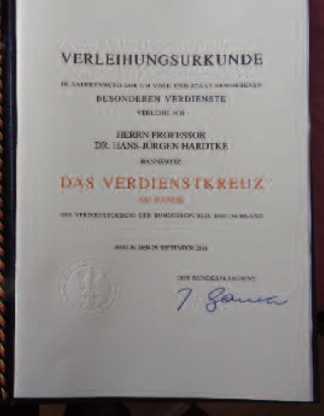 VERLEIHUNGSURKUNDE
IN ANERKENNUNG DER UM VOLK UND STAAT ERWORBENEN
BESONDEREN VERDIENSTE
VERLEIHE ICH
HERRN PROFESSOR
DR. HANS-JÜRGEN HARDTKE
BANNEWITZ
DAS VERDIENSTKREUZ
AM BANDE
DES VERDIENSTORDENS DER BUNDESREPUBLIK DEUTSCHLAND
BERLIN, DEN 29. SEPTEMBER 2014
DER BUNDESPRÄSIDENT